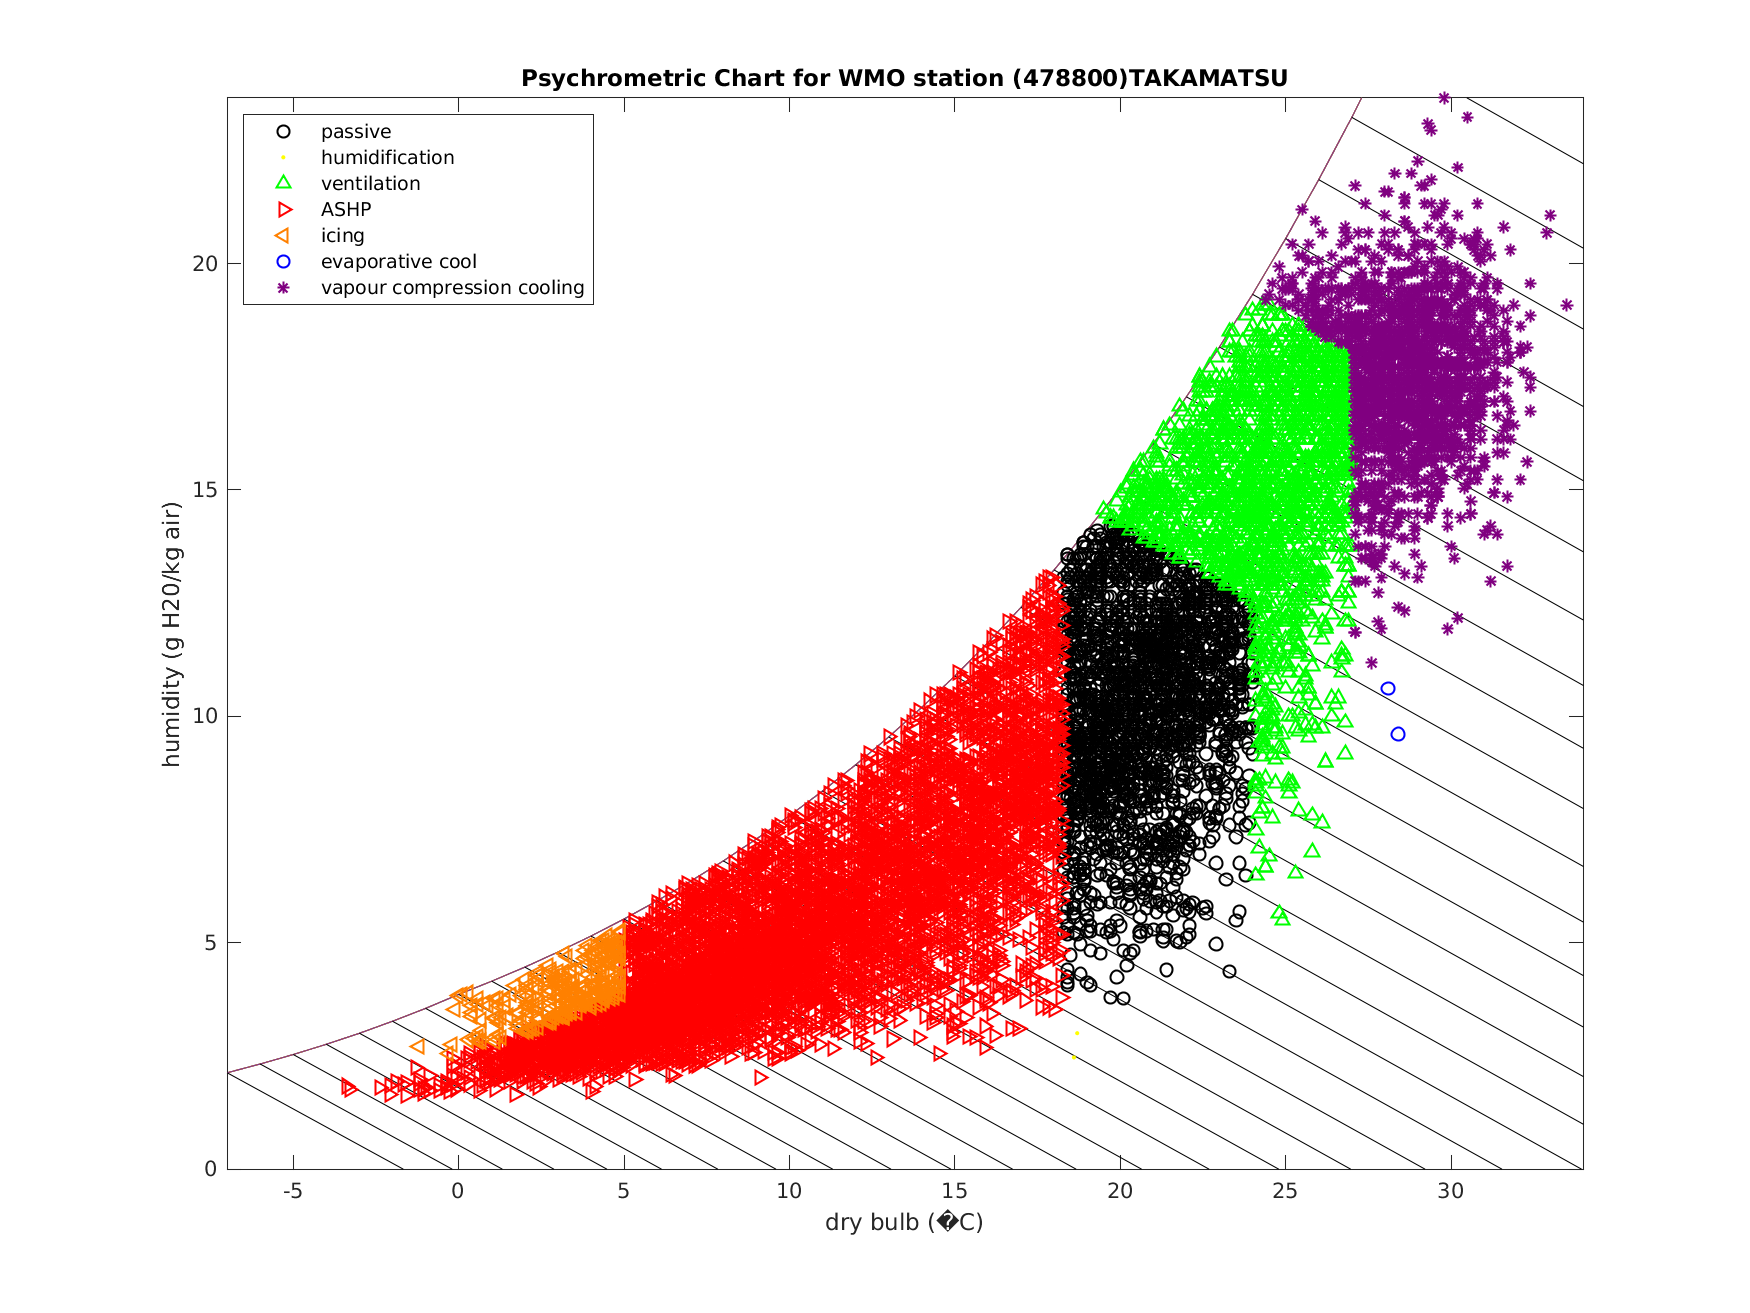 Psychrometric Chart for WMO station (478800)TAKAMATSU
passive
humidification
ventilation
ASHP
icing
evaporative cool
vapour compression cooling
humidity (g H20/kg air)
20
15
10
5
0
-5 0 5 10 15 20 25 30
dry bulb (�C)